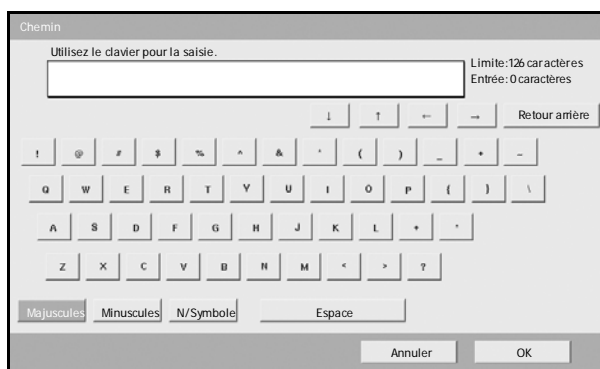 Chemin
Utilisez le clavier pour la saisie.
Limite:126 caractères
Entrée: 0 caractères
↓ ↑ ← → Retour arrière
! @ # $ % ^ & ( ) _ + –
Q W E R T Y U I O P { } \
A S D F G H J K L
Z X C V B N M < > ?
Majuscules Minuscules N/Symbole Espace
Annuler OK